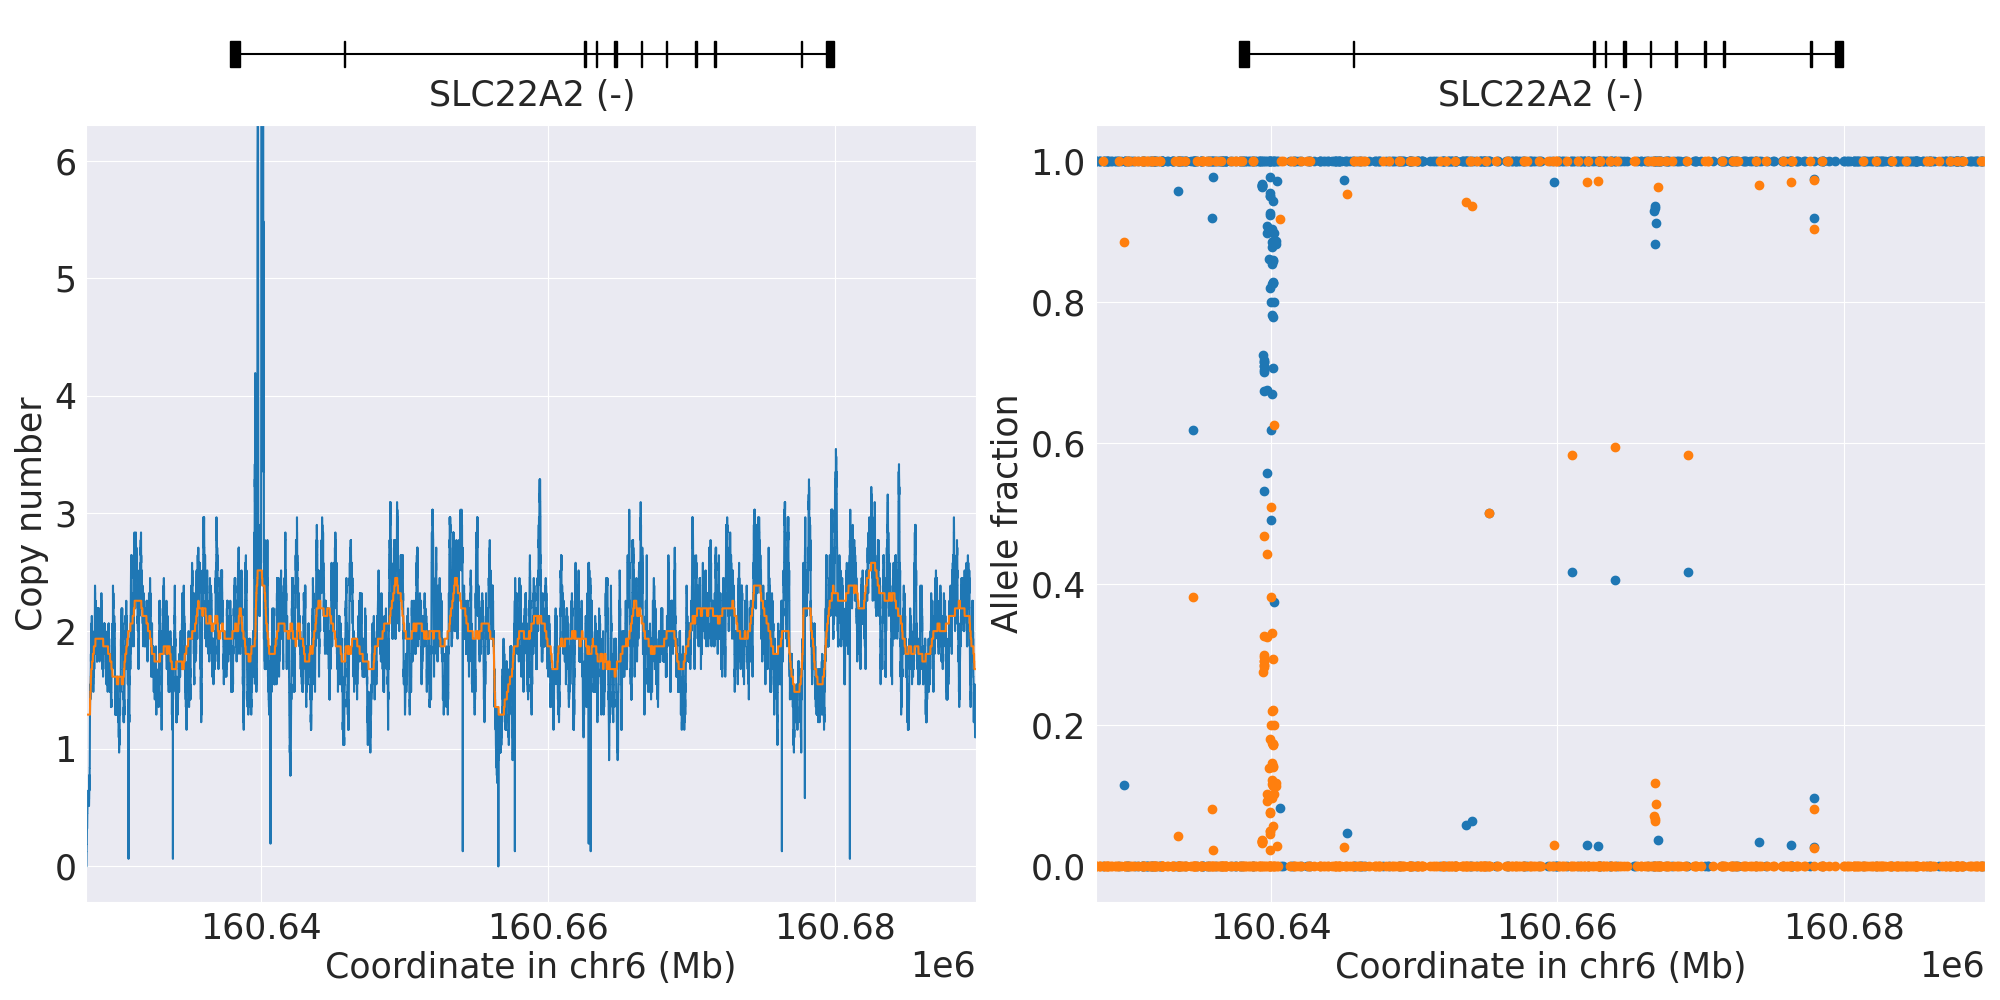 SLC22A2 (-)
Copy number
6
5
4
3
2
1
0
160.64
160.66
160.68
Coordinate in chr6 (Mb)
1e6
SLC22A2 (-)
Allele fraction
1.0
0.8
0.6
0.4
0.2
0.0
160.64
160.66
160.68
Coordinate in chr6 (Mb)
1e6